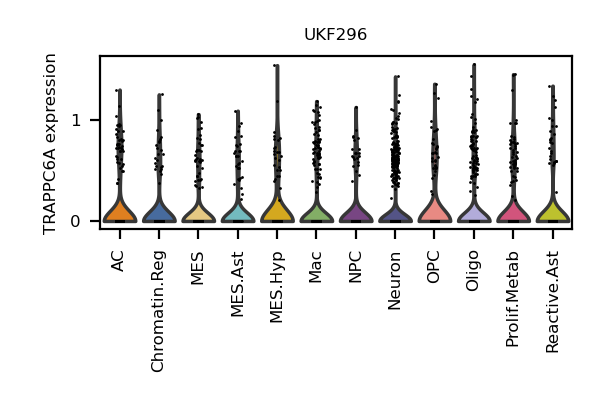 UKF296
TRAPPC6A expression
1
0
AC
Chromatin.Reg
MES
MES.Ast
MES.Hyp
Mac
NPC
Neuron
OPC
Oligo
Prolif.Metab
Reactive.Ast